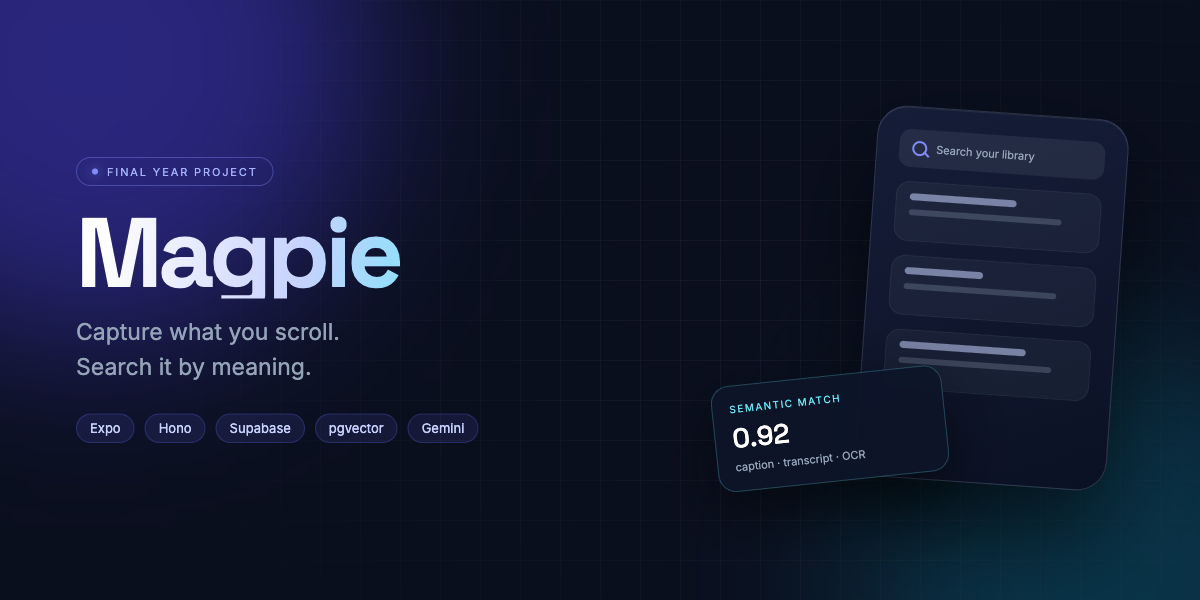 FINAL YEAR PROJECT
Magpie
Capture what you scroll.
Search it by meaning.
Expo
Hono
Supabase
pgvector
Gemini
Search your library
SEMANTIC MATCH
0.92
caption · transcript · OCR